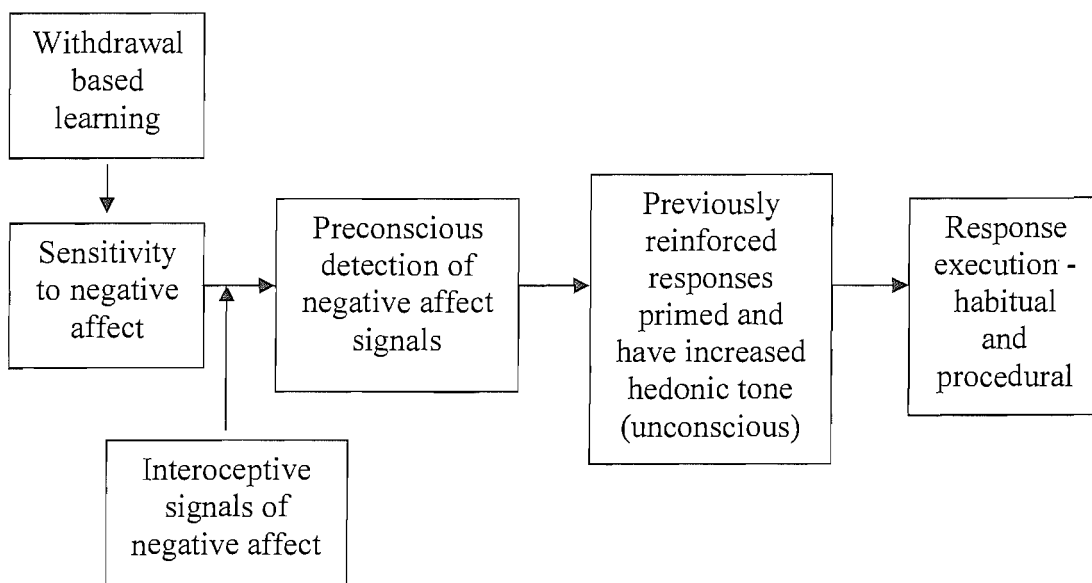 Withdrawal
based
learning
Sensitivity
to negative
affect
Preconscious
detection of
negative affect
signals
Previously
reinforced
responses
primed and
have increased
hedonic tone
(unconscious)
Response
execution -
habitual
and
procedural
Interoceptive
signals of
negative affect